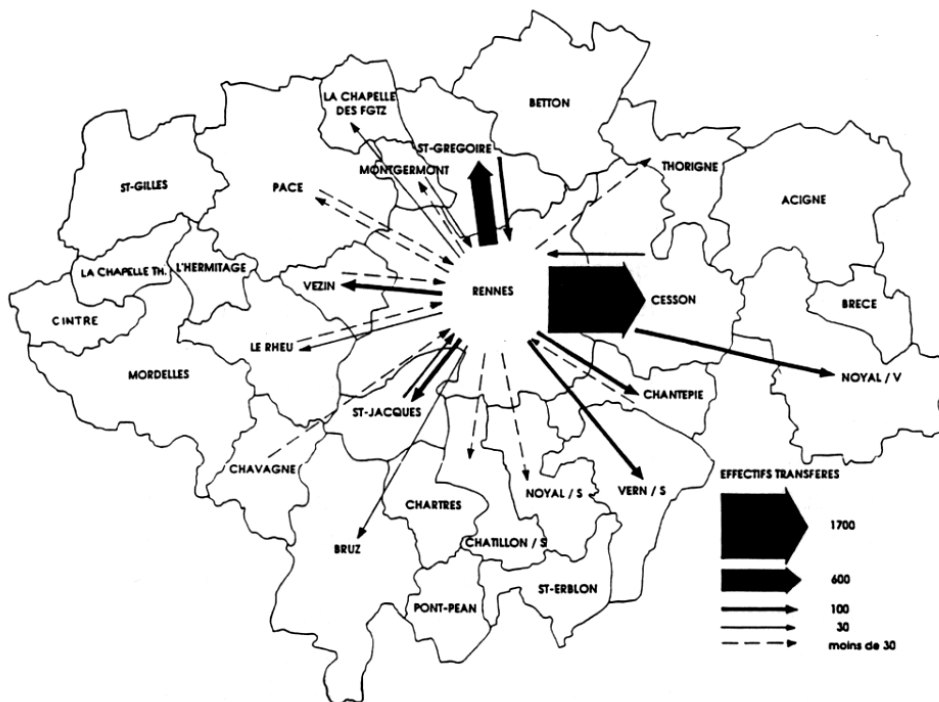 LA CHAPELLE
DES FGTZ
BETTON
ST-GREGOIRE
MONTGERMONT
THORIGNE
ST-GILLES
PACE
ACIGNE
LA CHAPELLE TH.
L'HERMITAGE
VEZIN
RENNES
CESSON
BRECE
CINTRE
LE RHEU
MORDELLES
NOYAL / V
CHANTEPIE
ST-JACQUES
CHAVAGNE
EFFECTIFS TRANSFERES
CHARTRES
NOYAL / S
VERN / S
1700
BRUZ
CHATILLON / S
ST-ERBLON
600
PONT-PEAN
100
30
moins de 30